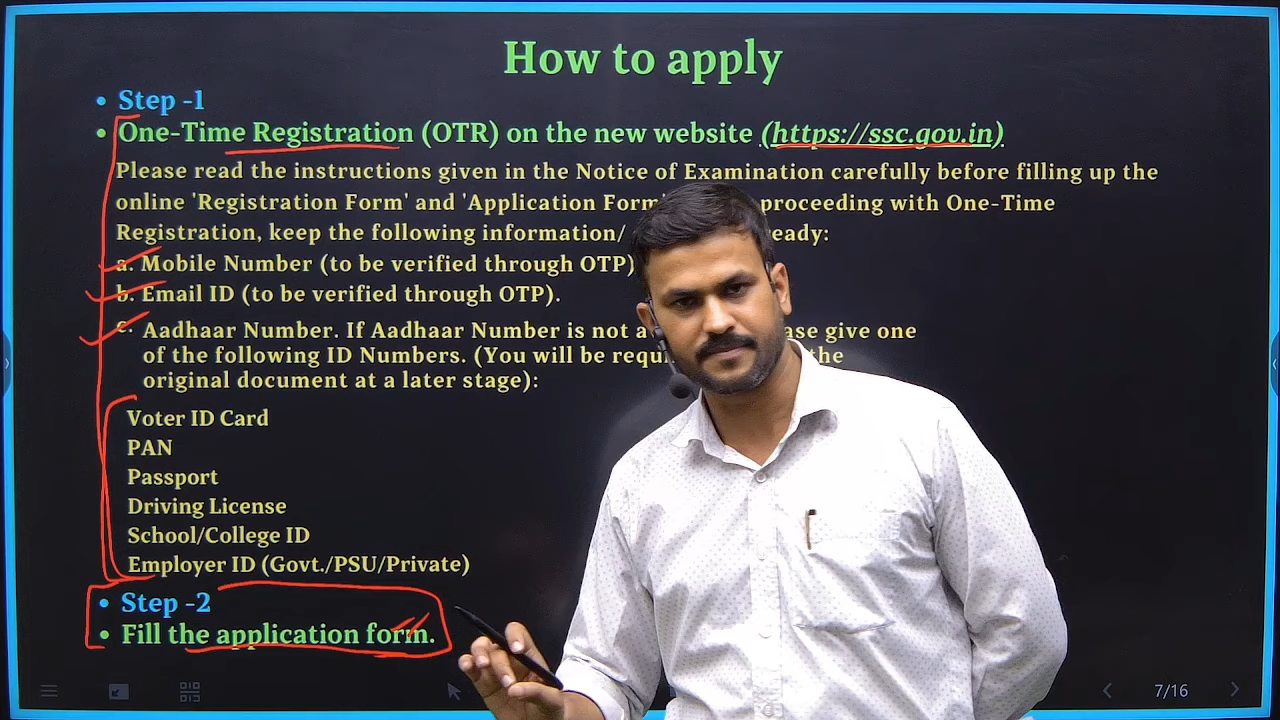 How to apply
• Step -1
• One-Time Registration (OTR) on the new website (https://ssc.gov.in)
Please read the instructions given in the Notice of Examination carefully before filling up the
online 'Registration Form' and 'Application Form' proceeding with One-Time
Registration, keep the following information/ ready:
a. Mobile Number (to be verified through OTP)
b. Email ID (to be verified through OTP).
c. Aadhaar Number. If Aadhaar Number is not give one
of the following ID Numbers. (You will be the
original document at a later stage):
Voter ID Card
PAN
Passport
Driving License
School/College ID
Employer ID (Govt./PSU/Private)
• Step -2
• Fill the application form.
7/16